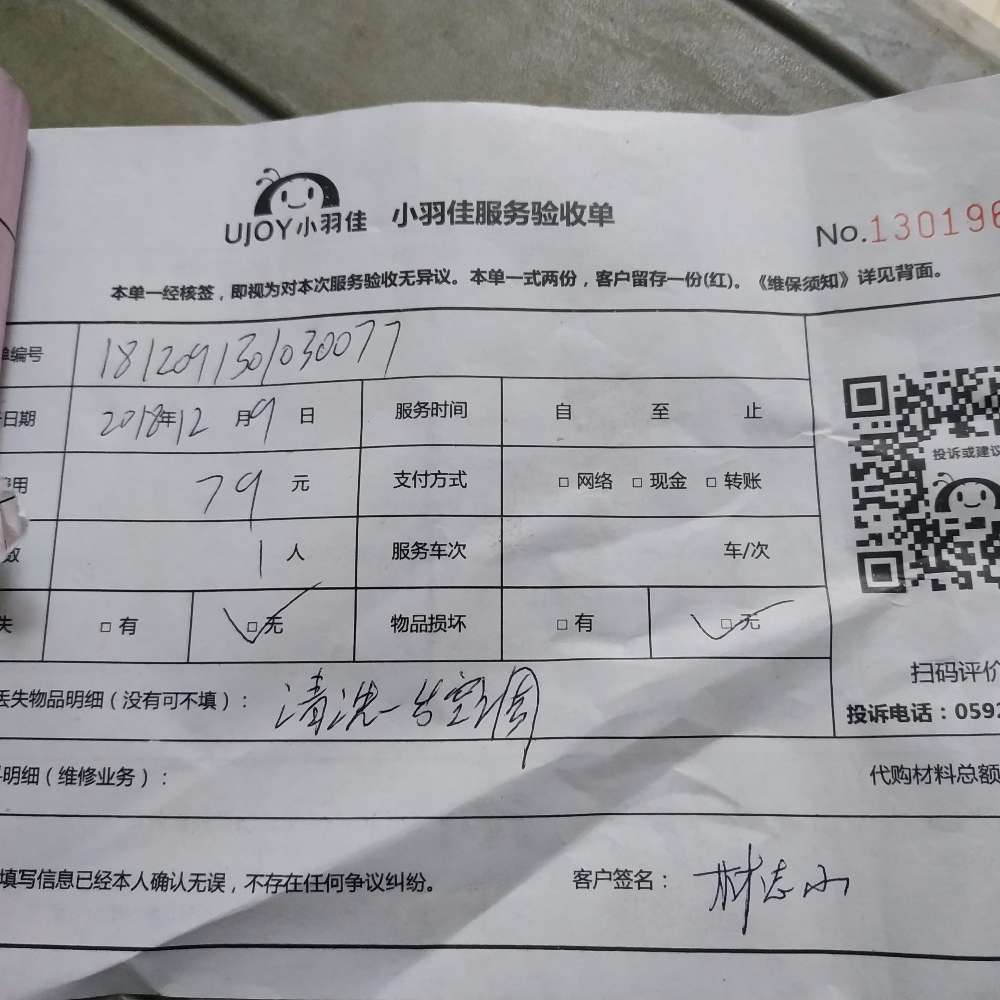 UJOY小羽佳 小羽佳服务验收单
No.130196
本单一经核签，即视为对本次服务验收无异议。本单一式两份，客户留存一份(红)。《维保须知》详见背面。
单编号 1812091301030077
日期 2018年12月9日 服务时间 自 至 止
费用 79元 支付方式 □ 网络 □ 现金 □ 转账
数 1人 服务车次 车/次
失 □ 有 □ 无 物品损坏 □ 有 □ 无
投诉或建议
扫码评价
投诉电话：0592
丢失物品明细（没有可不填）： 清洗一台空调
明细（维修业务）： 代购材料总额
填写信息已经本人确认无误，不存在任何争议纠纷。 客户签名：